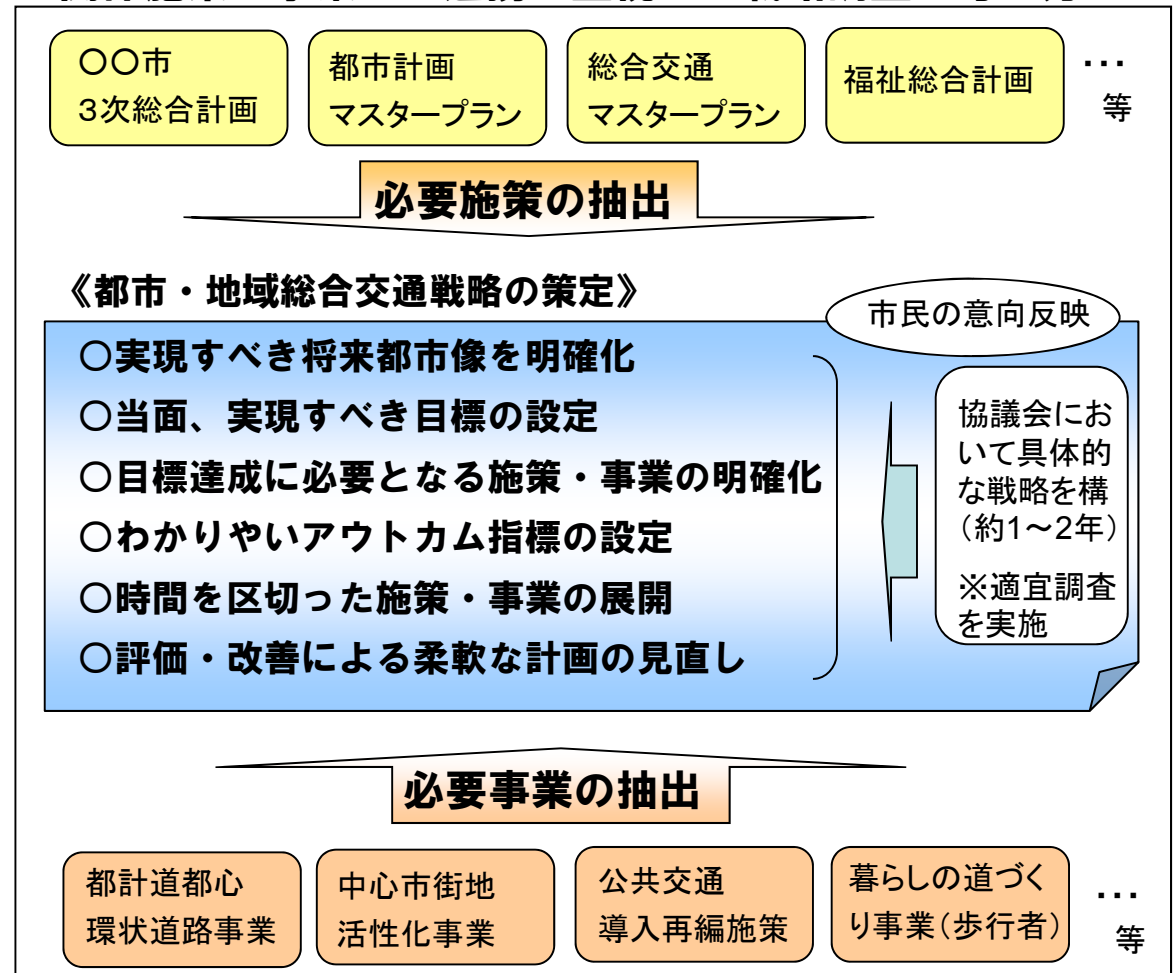 〇〇市
3次総合計画
都市計画
マスタープラン
総合交通
マスタープラン
福祉総合計画
…
等
必要施策の抽出
《都市・地域総合交通戦略の策定》
市民の意向反映
〇実現すべき将来都市像を明確化
〇当面、実現すべき目標の設定
〇目標達成に必要となる施策・事業の明確化
〇わかりやいアウトカム指標の設定
〇時間を区切った施策・事業の展開
〇評価・改善による柔軟な計画の見直し
協議会にお
いて具体的
な戦略を構
(約1～2年)
※適宜調査
を実施
必要事業の抽出
都計道都心
環状道路事業
中心市街地
活性化事業
公共交通
導入再編施策
暮らしの道づく
り事業(歩行者)
…
等